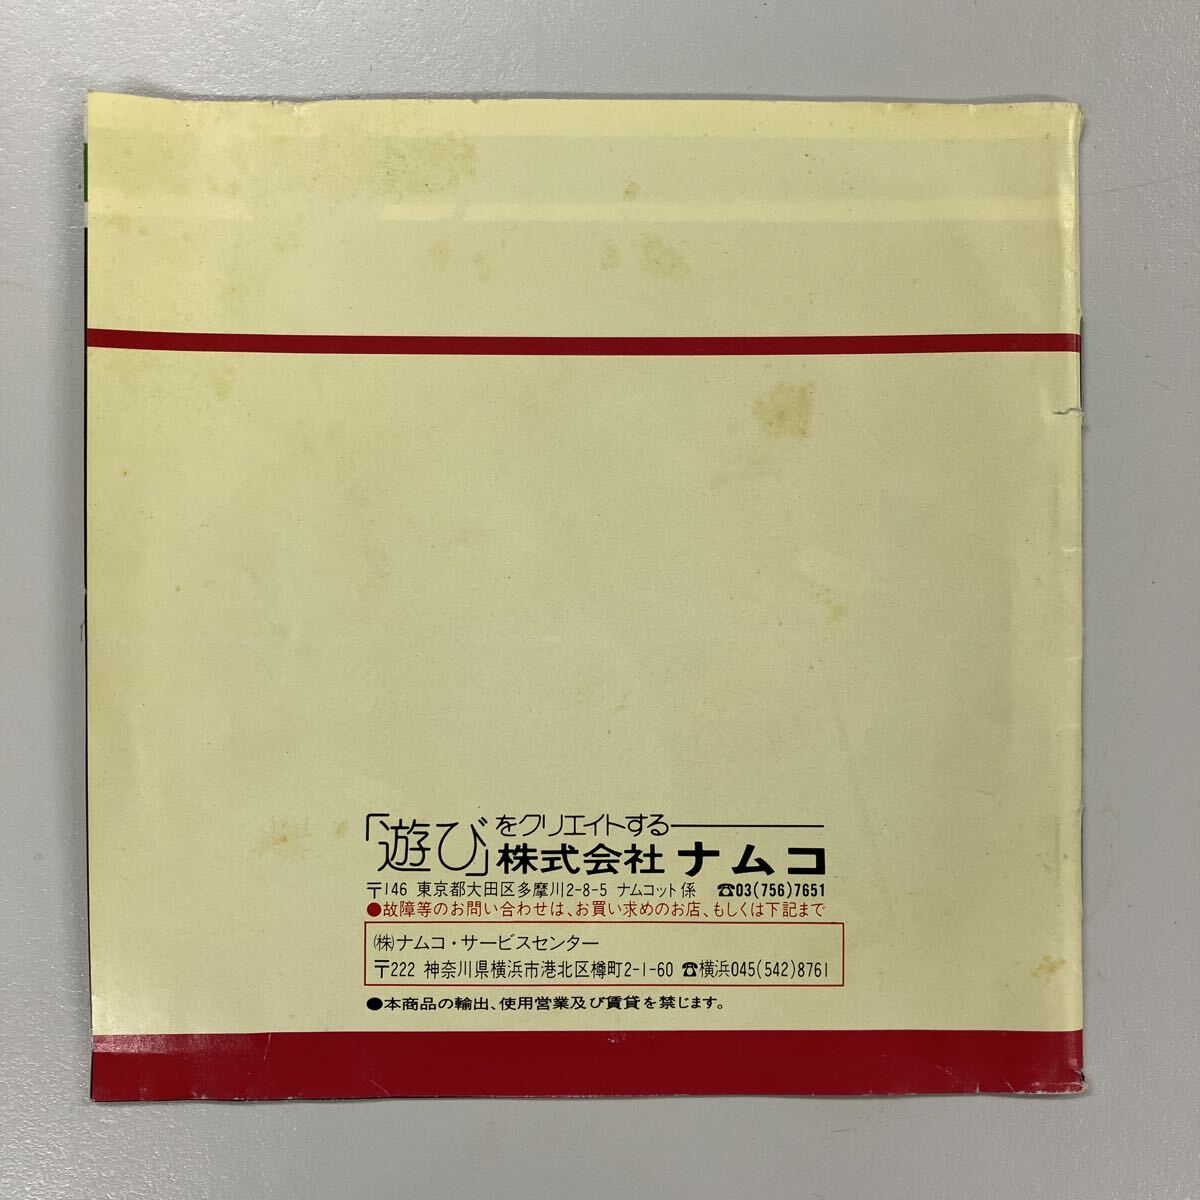 「遊び」をクリエイトする
株式会社 ナムコ
〒146 東京都大田区多摩川2-8-5 ナムコット係 ☎03(756)7651
●故障等のお問い合わせは、お買い求めのお店、もしくは下記まで
㈱ナムコ・サービスセンター
〒222 神奈川県横浜市港北区樽町2-1-60 ☎横浜045(542)8761
●本商品の輸出、使用営業及び賃貸を禁じます。